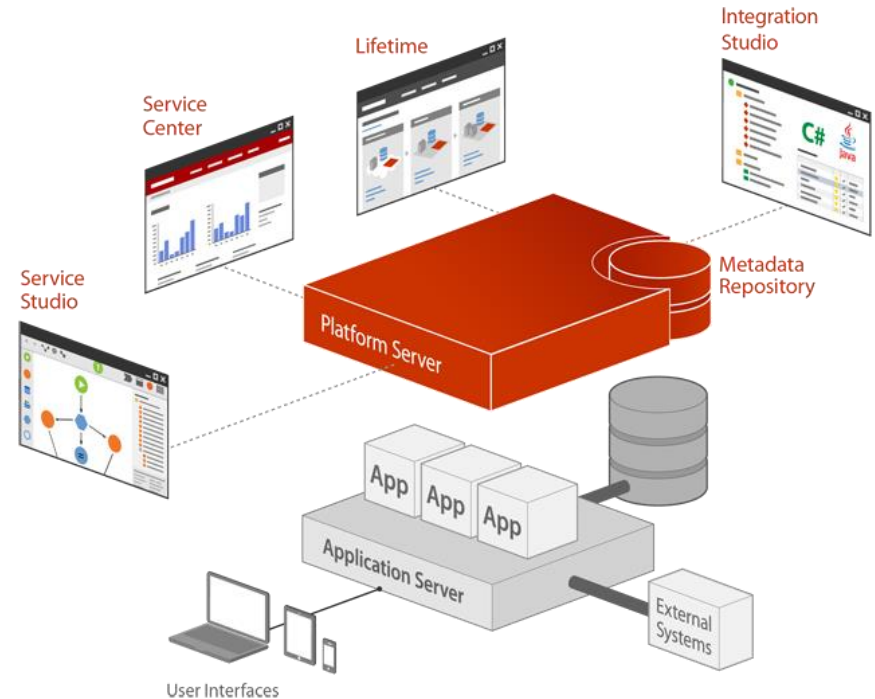 Integration
Studio
Lifetime
Service
Center
C#
Java
Service
Studio
Metadata
Repository
Platform Server
App
App
App
Application Server
External
Systems
User Interfaces